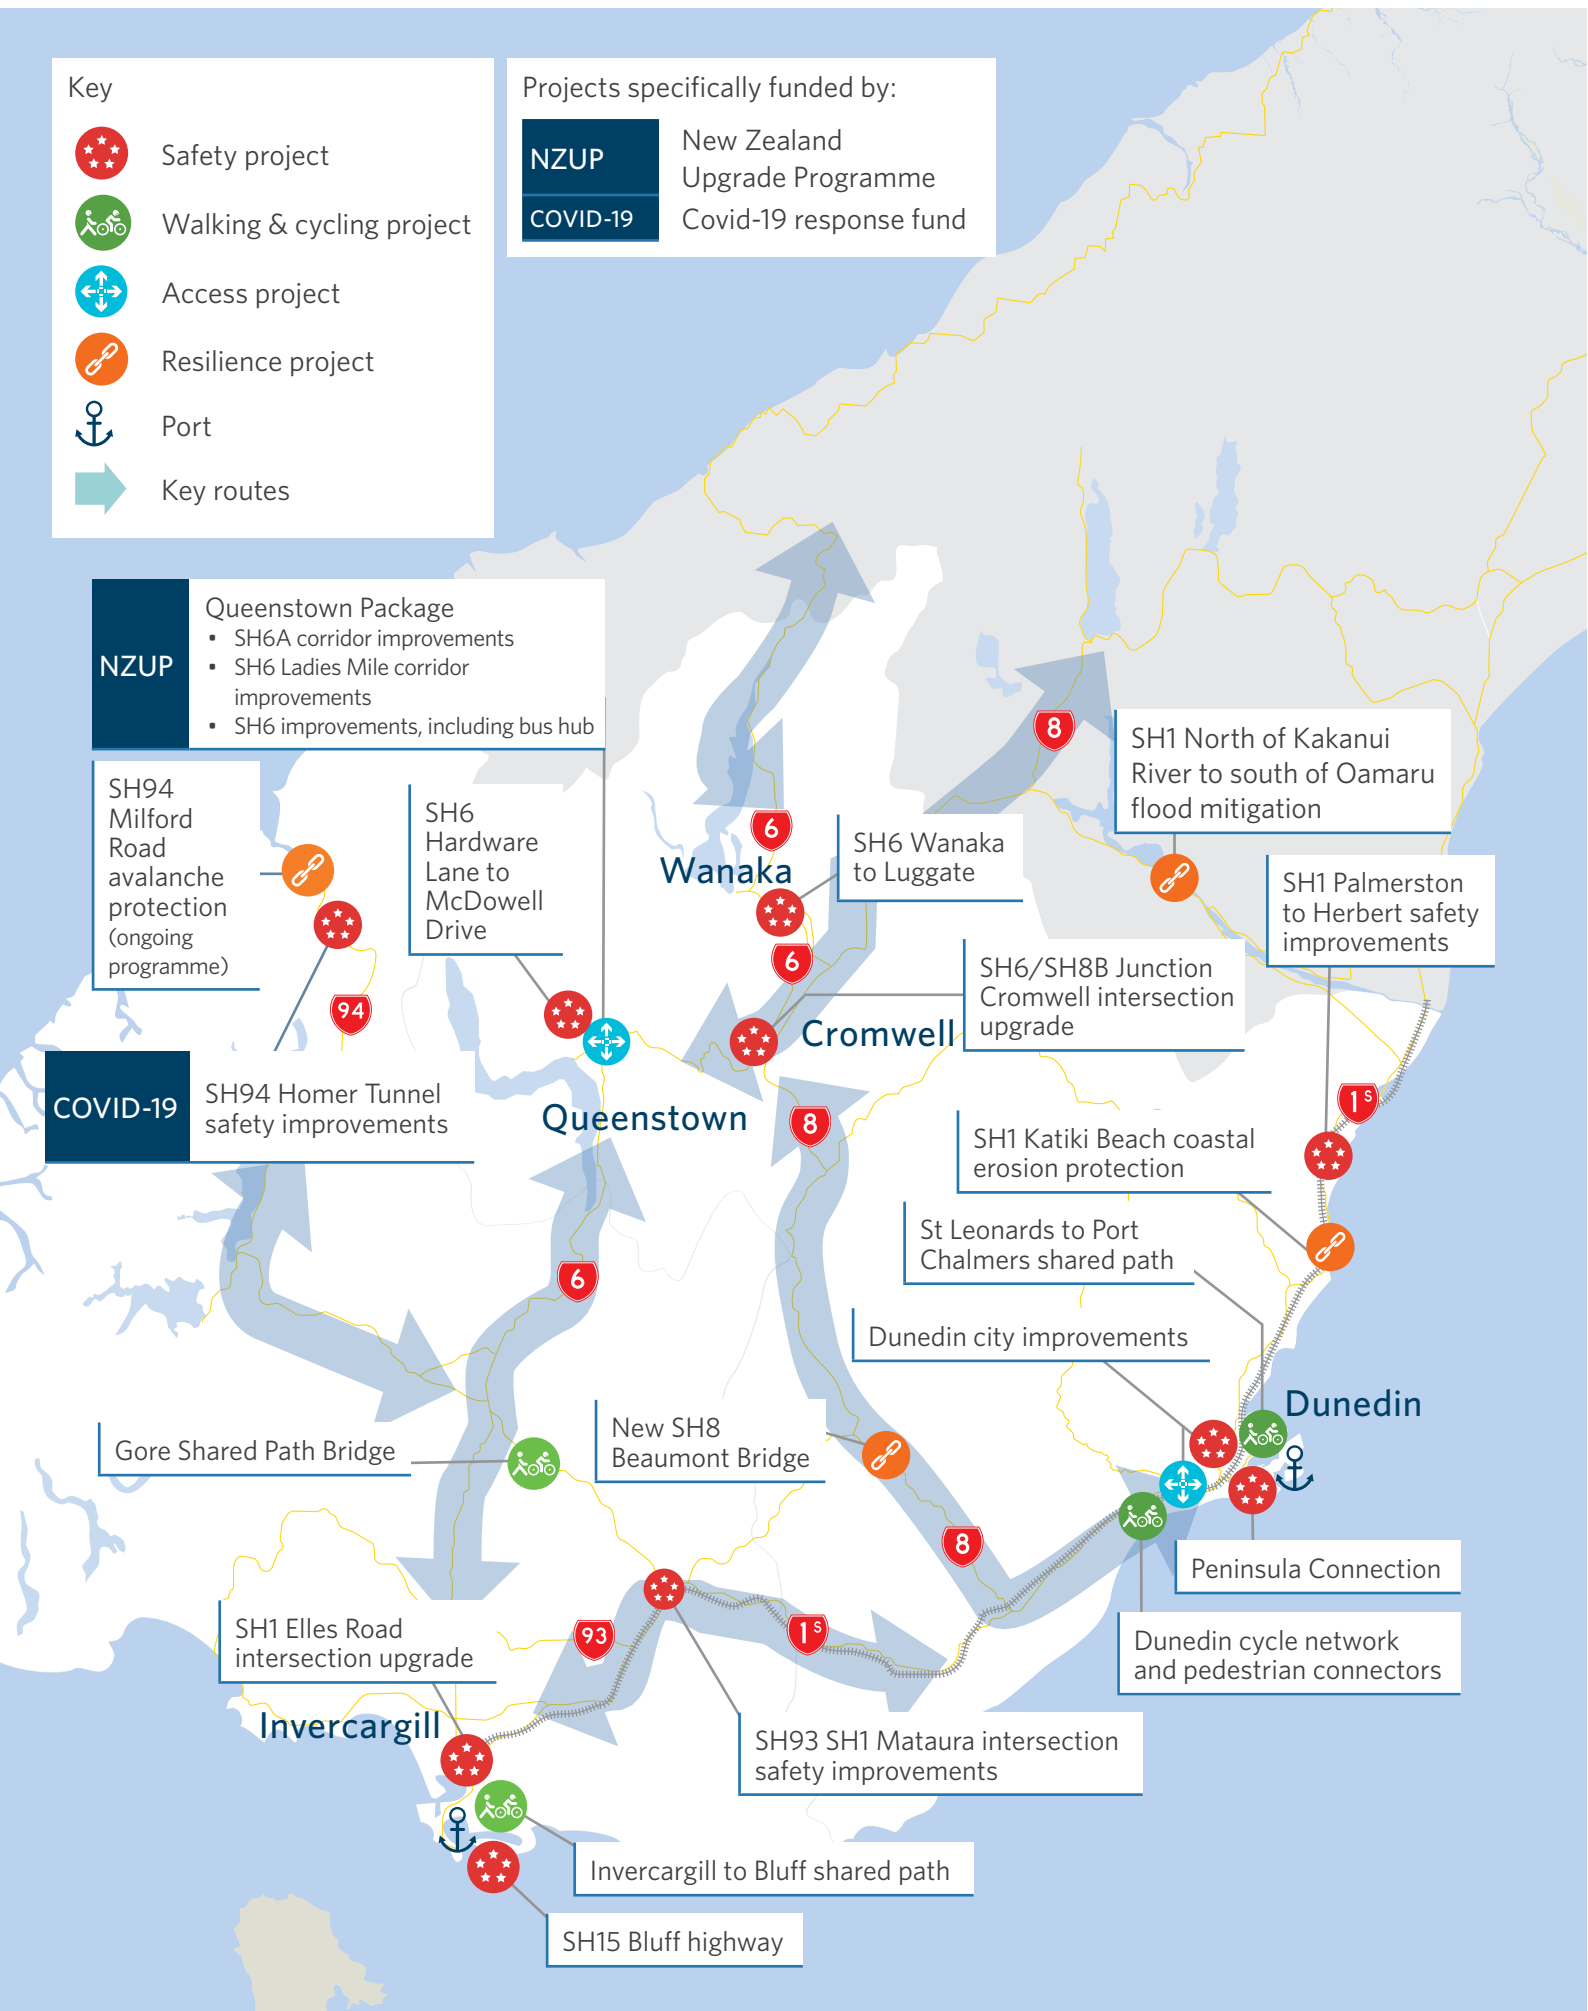 Key
Safety project
Walking & cycling project
Access project
Resilience project
Port
Key routes
Projects specifically funded by:
NZUP
New Zealand
Upgrade Programme
COVID-19
Covid-19 response fund
NZUP
Queenstown Package
• SH6A corridor improvements
• SH6 Ladies Mile corridor
improvements
• SH6 improvements, including bus hub
SH94
Milford
Road
avalanche
protection
(ongoing
programme)
SH6
Hardware
Lane to
McDowell
Drive
8
SH1 North of Kakanui
River to south of Oamaru
flood mitigation
6
Wanaka
SH6 Wanaka
to Luggate
SH1 Palmerston
to Herbert safety
improvements
6
SH6/SH8B Junction
Cromwell intersection
upgrade
94
Cromwell
COVID-19
SH94 Homer Tunnel
safety improvements
Queenstown
8
1S
SH1 Katiki Beach coastal
erosion protection
St Leonards to Port
Chalmers shared path
6
Dunedin city improvements
Dunedin
Gore Shared Path Bridge
New SH8
Beaumont Bridge
8
Peninsula Connection
SH1 Elles Road
intersection upgrade
93
1S
Dunedin cycle network
and pedestrian connectors
Invercargill
SH93 SH1 Mataura intersection
safety improvements
Invercargill to Bluff shared path
SH15 Bluff highway